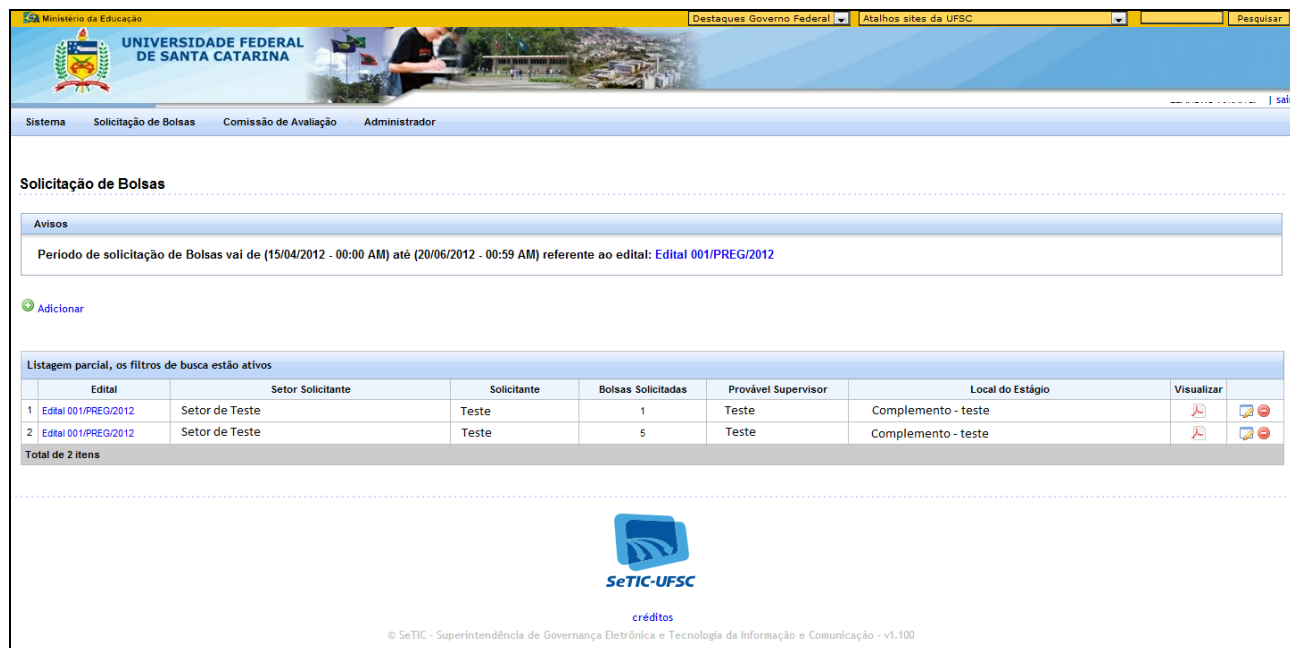 Ministério da Educação Destaques Governo Federal Atalhos sites da UFSC Pesquisar
UNIVERSIDADE FEDERAL
DE SANTA CATARINA
| sair
Sistema Solicitação de Bolsas Comissão de Avaliação Administrador
Solicitação de Bolsas
Avisos
Período de solicitação de Bolsas vai de (15/04/2012 - 00:00 AM) até (20/06/2012 - 00:59 AM) referente ao edital: Edital 001/PREG/2012
Adicionar
Listagem parcial, os filtros de busca estão ativos
Edital Setor Solicitante Solicitante Bolsas Solicitadas Provável Supervisor Local do Estágio Visualizar
1 Edital 001/PREG/2012 Setor de Teste Teste 1 Teste Complemento - teste
2 Edital 001/PREG/2012 Setor de Teste Teste 5 Teste Complemento - teste
Total de 2 itens
SeTIC-UFSC
créditos
© SeTIC - Superintendência de Governança Eletrônica e Tecnologia da Informação e Comunicação - v1.100